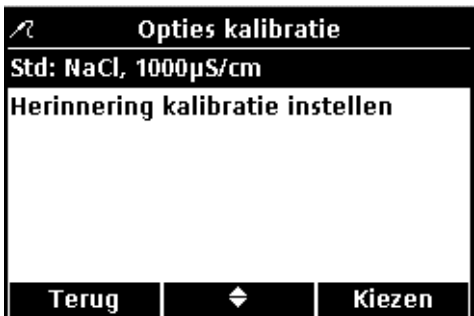 Opties kalibratie
Std: NaCl, 1000µS/cm
Herinnering kalibratie instellen
Terug
Kiezen